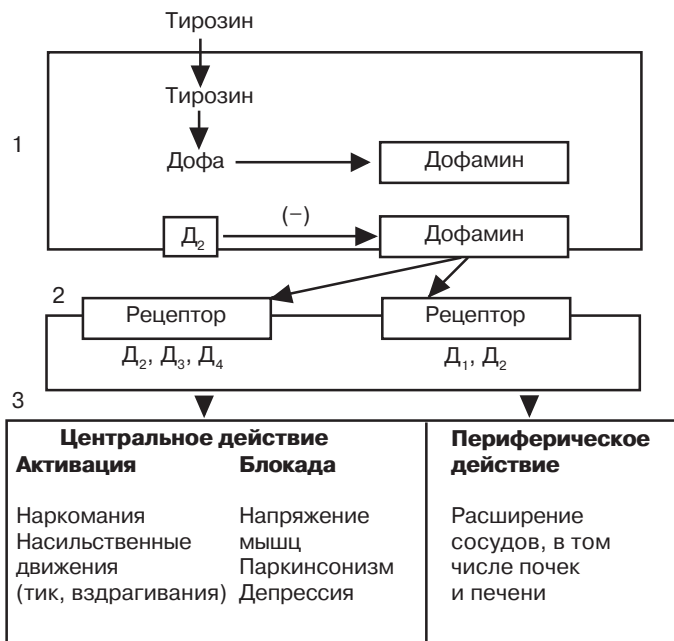 Тирозин
1
Тирозин
Дофа
Дофамин
Д₂
(−)
Дофамин
2
Рецептор
Рецептор
Д₂, Д₃, Д₄
Д₁, Д₂
3
Центральное действие
Активация
Блокада
Наркомания
Насильственные
движения
(тик, вздрагивания)
Напряжение
мышц
Паркинсонизм
Депрессия
Периферическое
действие
Расширение
сосудов, в том
числе почек
и печени